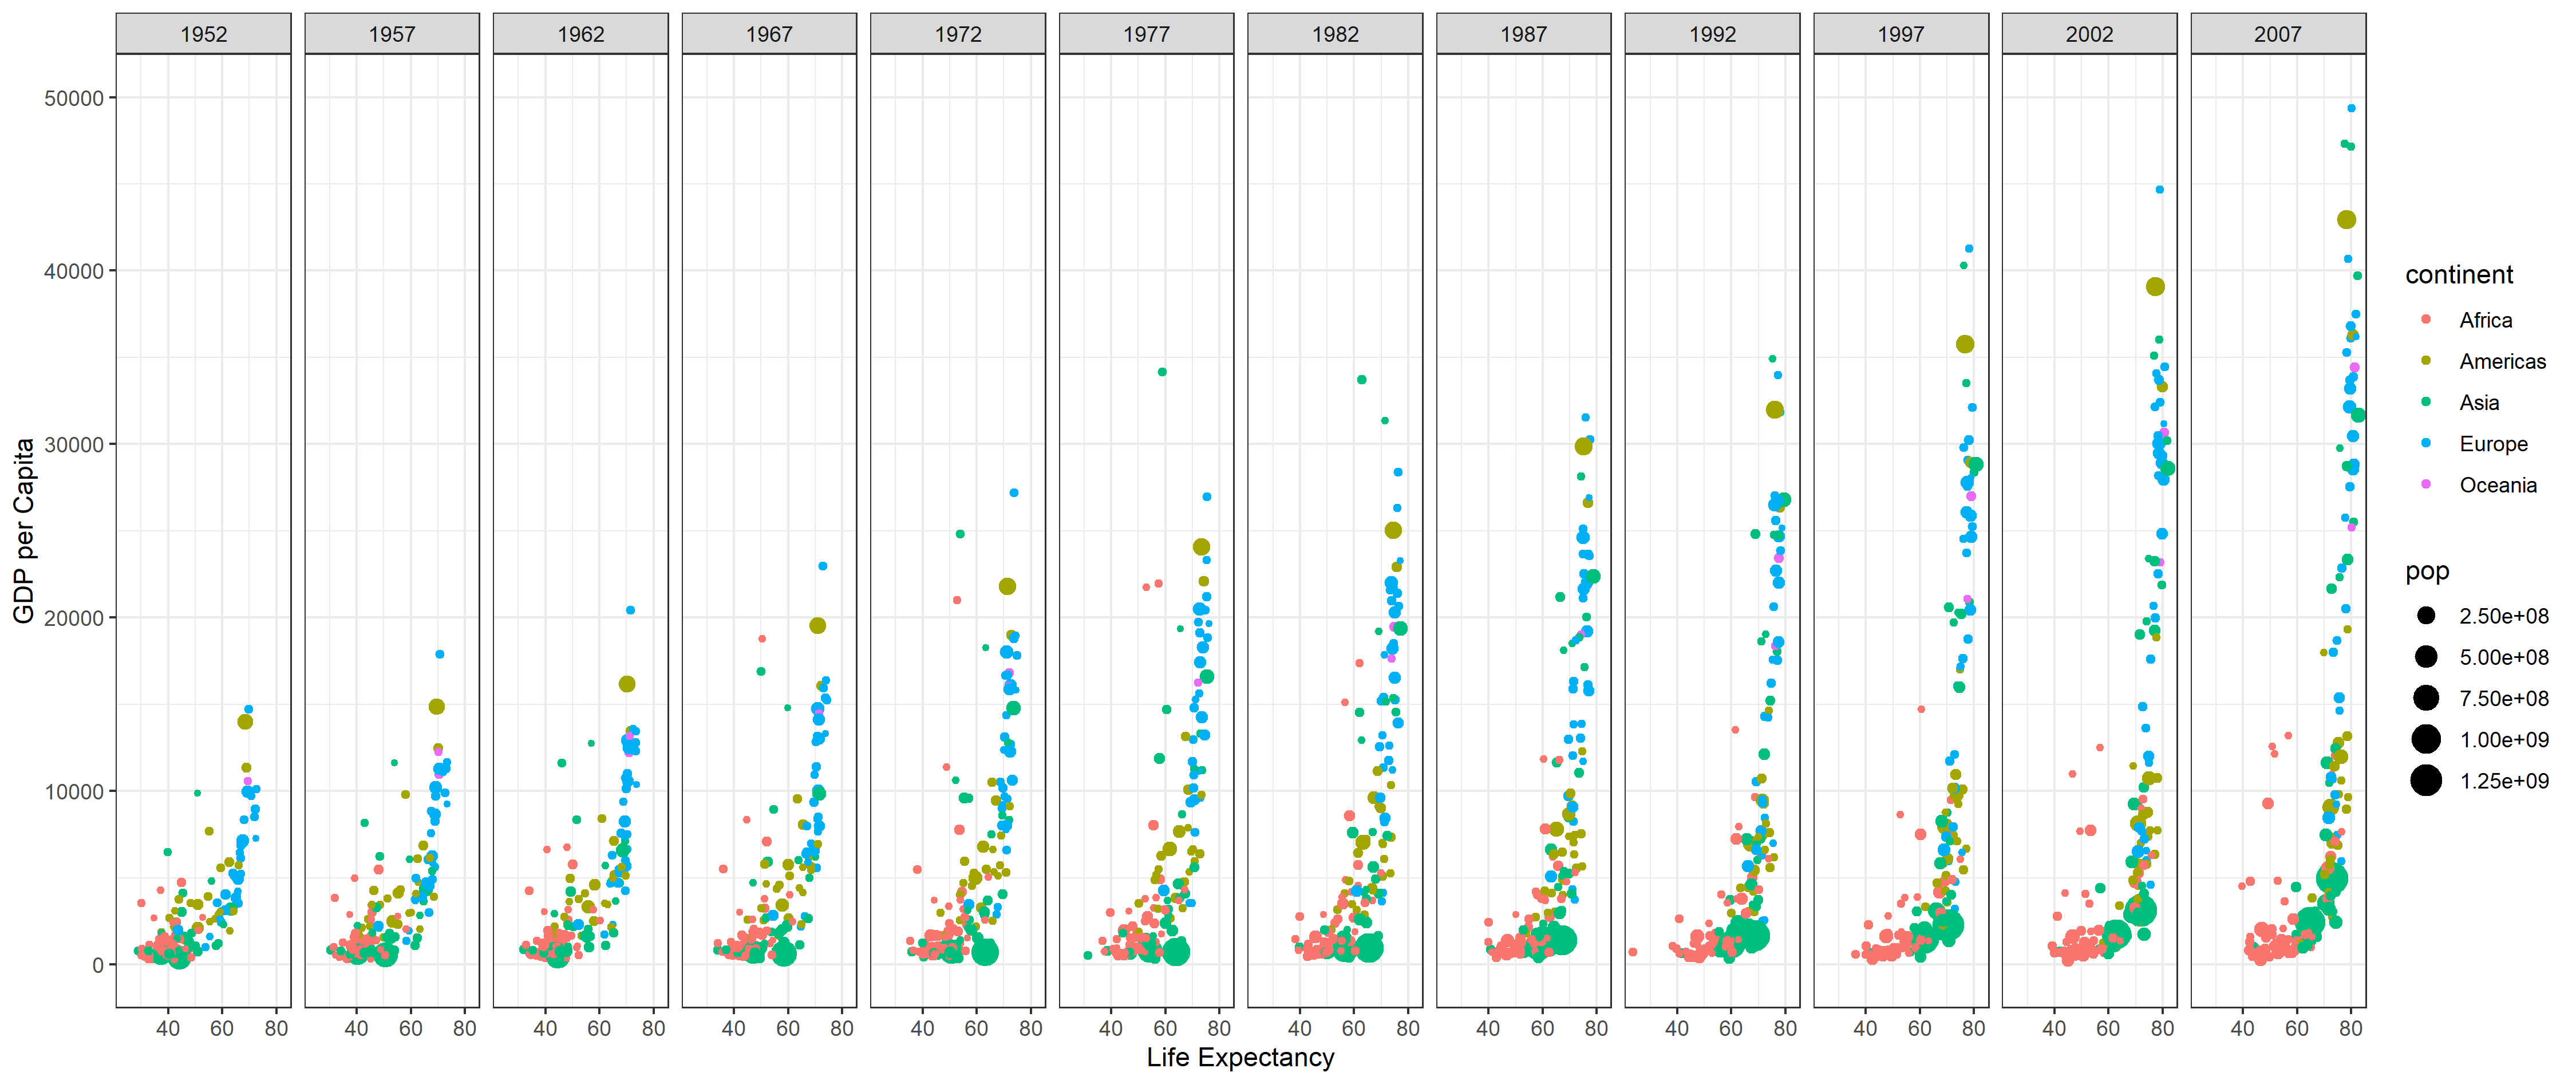 1952 1957 1962 1967 1972 1977 1982 1987 1992 1997 2002 2007
50000
40000
30000
20000
10000
0
GDP per Capita
40 60 80 40 60 80 40 60 80 40 60 80 40 60 80 40 60 80 40 60 80 40 60 80 40 60 80 40 60 80 40 60 80 40 60 80
Life Expectancy
continent
Africa
Americas
Asia
Europe
Oceania
pop
2.50e+08
5.00e+08
7.50e+08
1.00e+09
1.25e+09